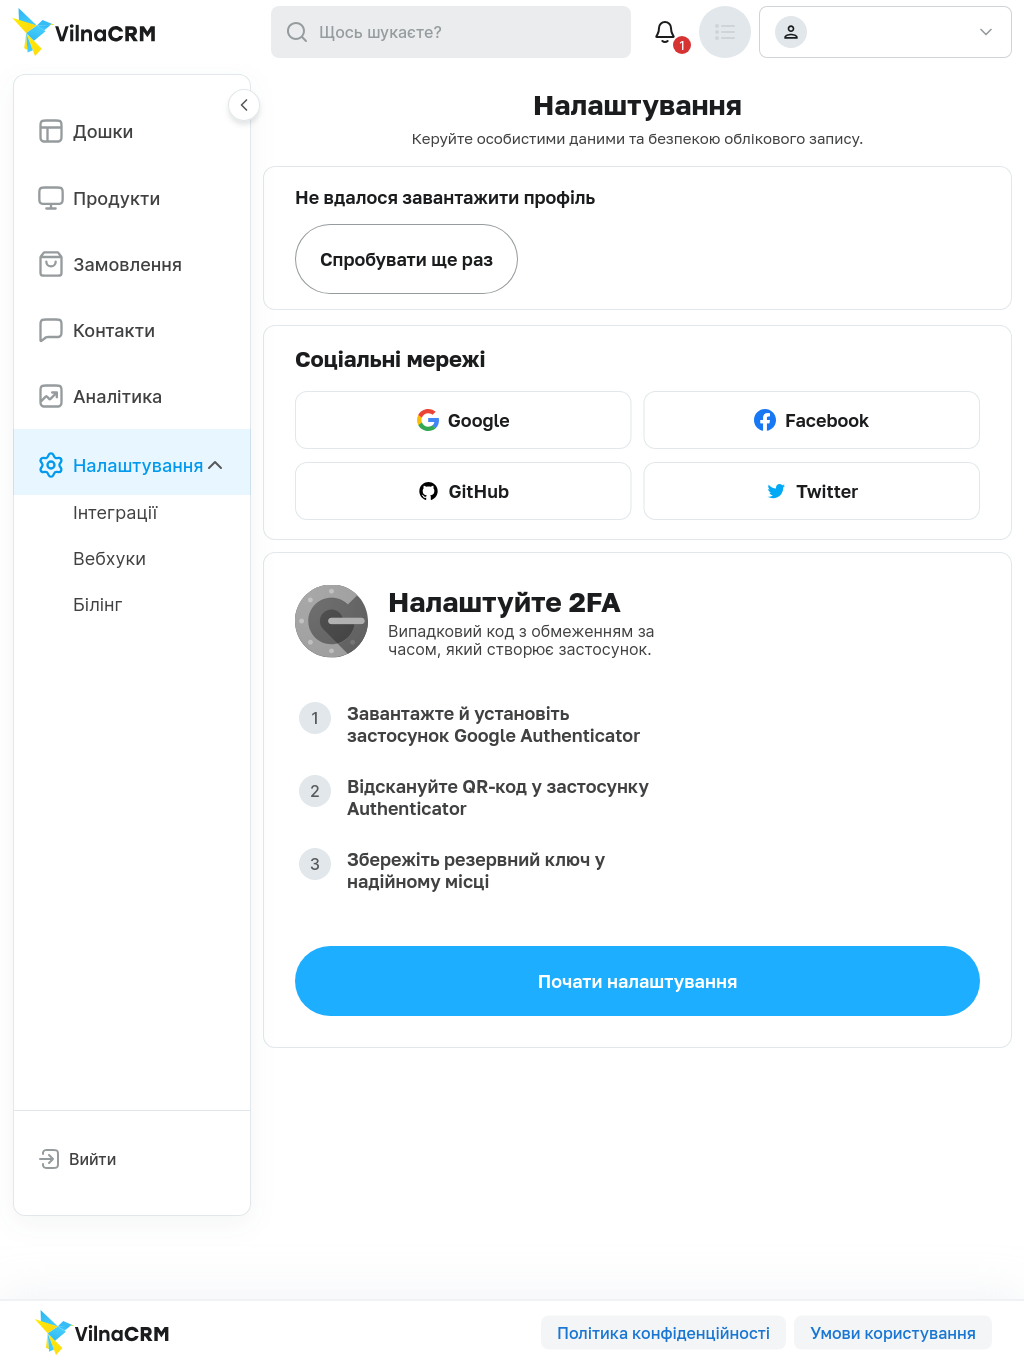 VilnaCRM
Щось шукаєте?
1
Дошки
Продукти
Замовлення
Контакти
Аналітика
Налаштування
Інтеграції
Вебхуки
Білінг
Вийти
Налаштування
Керуйте особистими даними та безпекою облікового запису.
Не вдалося завантажити профіль
Спробувати ще раз
Соціальні мережі
Google
Facebook
GitHub
Twitter
Налаштуйте 2FA
Випадковий код з обмеженням за
часом, який створює застосунок.
1
Завантажте й установіть
застосунок Google Authenticator
2
Відскануйте QR-код у застосунку
Authenticator
3
Збережіть резервний ключ у
надійному місці
Почати налаштування
VilnaCRM
Політика конфіденційності
Умови користування